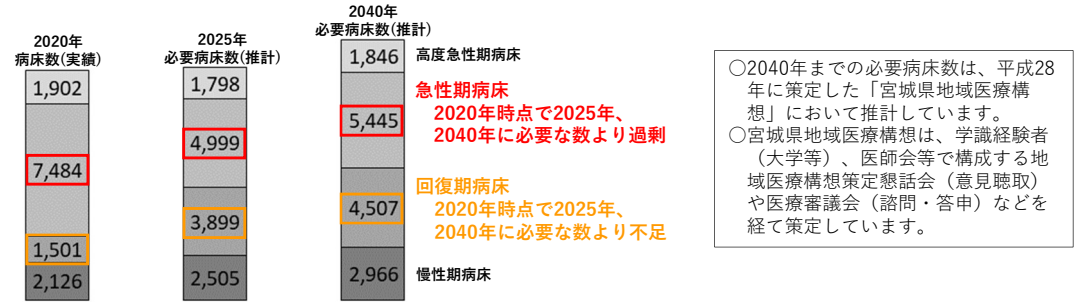 2020年
病床数(実績)
1,902
7,484
1,501
2,126
2025年
必要病床数(推計)
1,798
4,999
3,899
2,505
2040年
必要病床数(推計)
1,846
5,445
4,507
2,966
高度急性期病床
急性期病床
2020年時点で2025年、
2040年に必要な数より過剰
回復期病床
2020年時点で2025年、
2040年に必要な数より不足
慢性期病床
○2040年までの必要病床数は、平成28
年に策定した「宮城県地域医療構
想」において推計しています。
○宮城県地域医療構想は、学識経験者
（大学等）、医師会等で構成する地
域医療構想策定懇話会（意見聴取）
や医療審議会（諮問・答申）などを
経て策定しています。